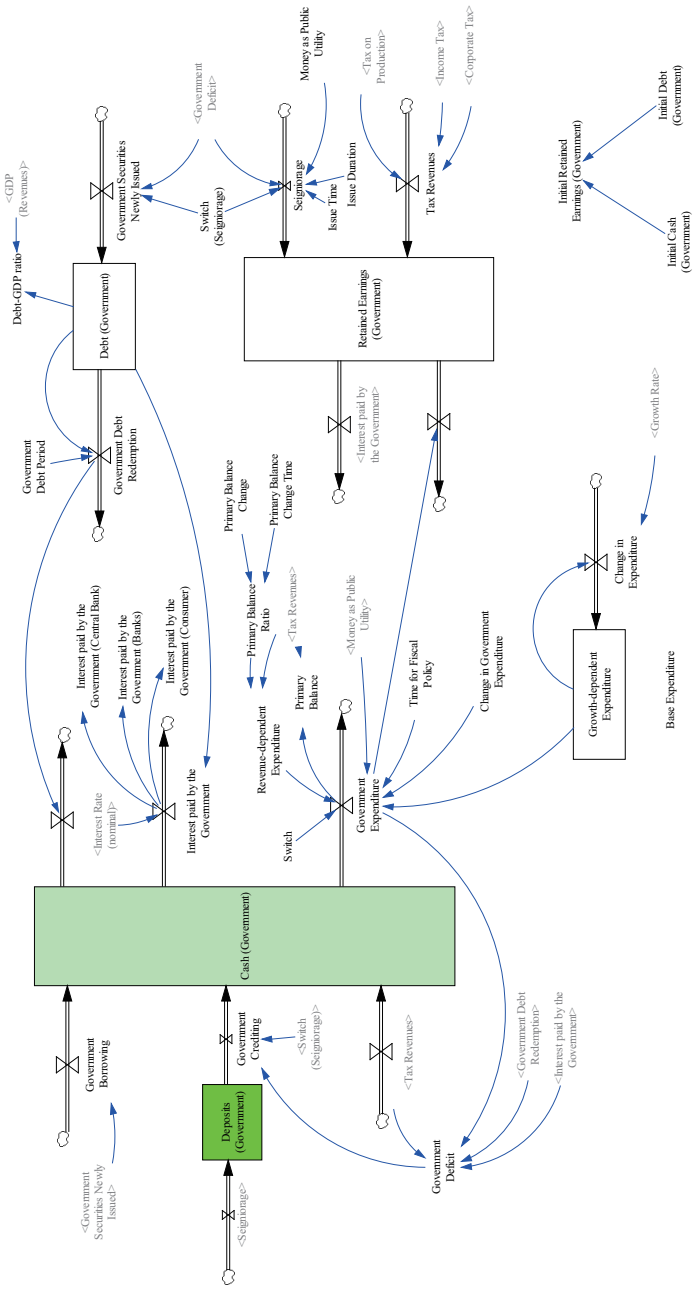 <Government
Securities Newly
Issued>
Government
Borrowing
<Seigniorage>
Deposits
(Government)
Government
Crediting
<Switch
(Seigniorage)>
<Tax Revenues>
Government
Deficit
<Government Debt
Redemption>
<Interest paid by the
Government>
Cash (Government)
<Interest Rate
(nominal)>
Interest paid by the
Government
Interest paid by the
Government (Central Bank)
Interest paid by the
Government (Banks)
Interest paid by the
Government (Consumer)
Switch
Revenue-dependent
Expenditure
Primary
Balance
Government
Expenditure
Primary Balance
Ratio
<Tax Revenues>
Primary Balance
Change
Primary Balance
Change Time
<Money as Public
Utility>
Time for Fiscal
Policy
Change in Government
Expenditure
Growth-dependent
Expenditure
Base Expenditure
Change in
Expenditure
<Growth Rate>
Government
Debt Period
Government Debt
Redemption
Debt-GDP ratio
<GDP
(Revenues)>
Debt (Government)
Government Securities
Newly Issued
<Government
Deficit>
Switch
(Seigniorage)
Seigniorage
Issue Time
Issue Duration
Money as Public
Utility
<Tax on
Production>
<Income Tax>
<Corporate Tax>
Tax Revenues
Retained Earnings
(Government)
<Interest paid by
the Government>
Initial Retained
Earnings (Government)
Initial Cash
(Government)
Initial Debt
(Government)